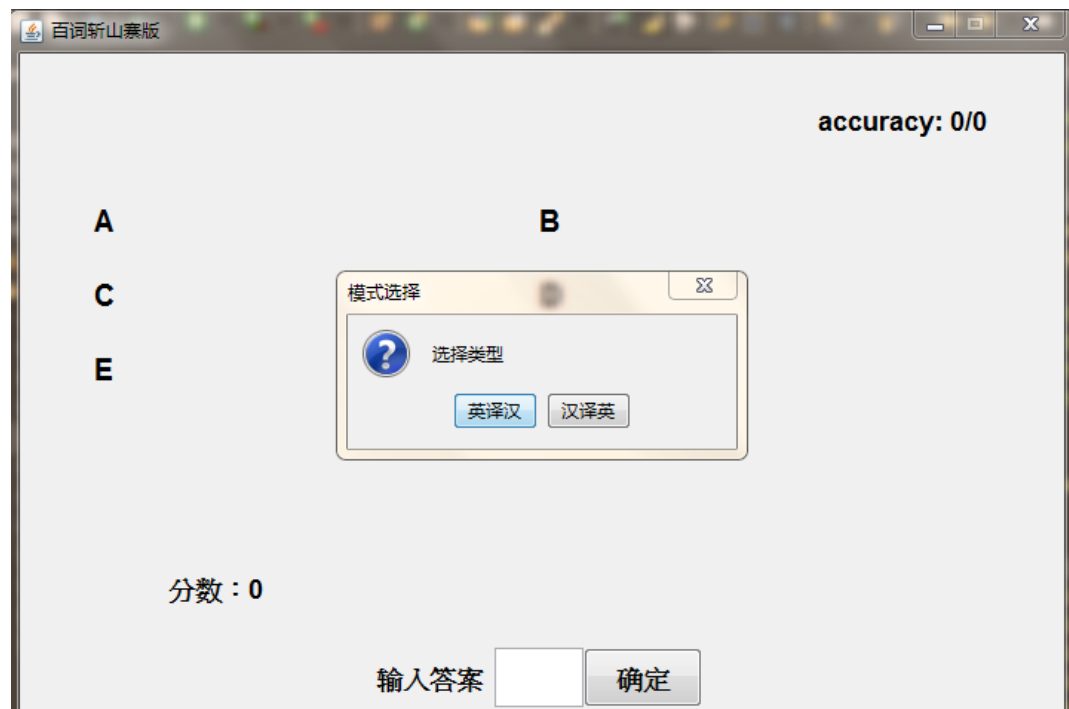 百词斩山寨版
accuracy: 0/0
A B
C D
E
模式选择
选择类型
英译汉 汉译英
分数：0
输入答案 确定